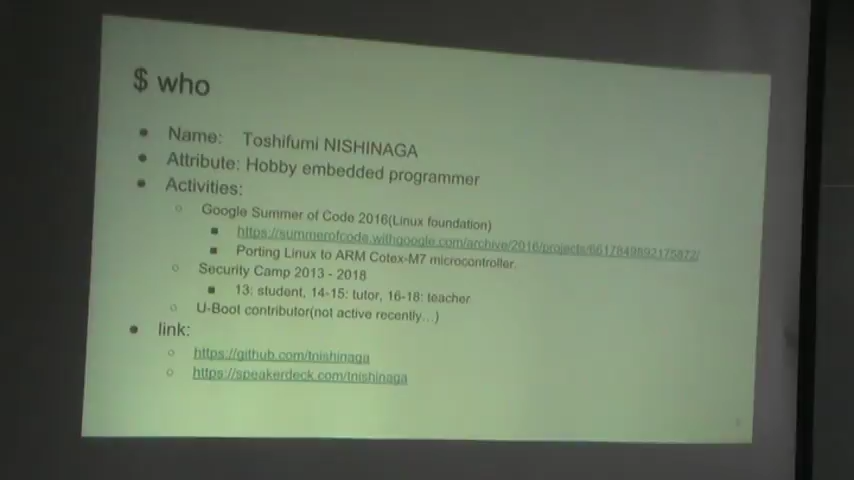 $ who
● Name: Toshifumi NISHINAGA
● Attribute: Hobby embedded programmer
● Activities:
○ Google Summer of Code 2016(Linux foundation)
■ https://summerofcode.withgoogle.com/archive/2016/projects/6617849892175872/
■ Porting Linux to ARM Cotex-M7 microcontroller.
○ Security Camp 2013 - 2018
■ 13: student, 14-15: tutor, 16-18: teacher
○ U-Boot contributor(not active recently…)
● link:
○ https://github.com/tnishinaga
○ https://speakerdeck.com/tnishinaga